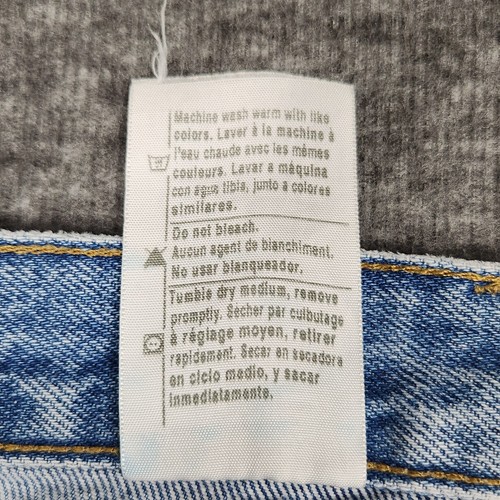 Machine wash warm with like
colors. Laver à la machine à
l'eau chaude avec les mêmes
couleurs. Lavar a máquina
con agua tibia, junto a colores
similares.
Do not bleach.
Aucun agent de blanchiment.
No usar blanqueador.
Tumble dry medium, remove
promptly. Sécher par culbutage
à réglage moyen, retirer
rapidement. Secar en secadora
en ciclo medio, y sacar
inmediatamente.